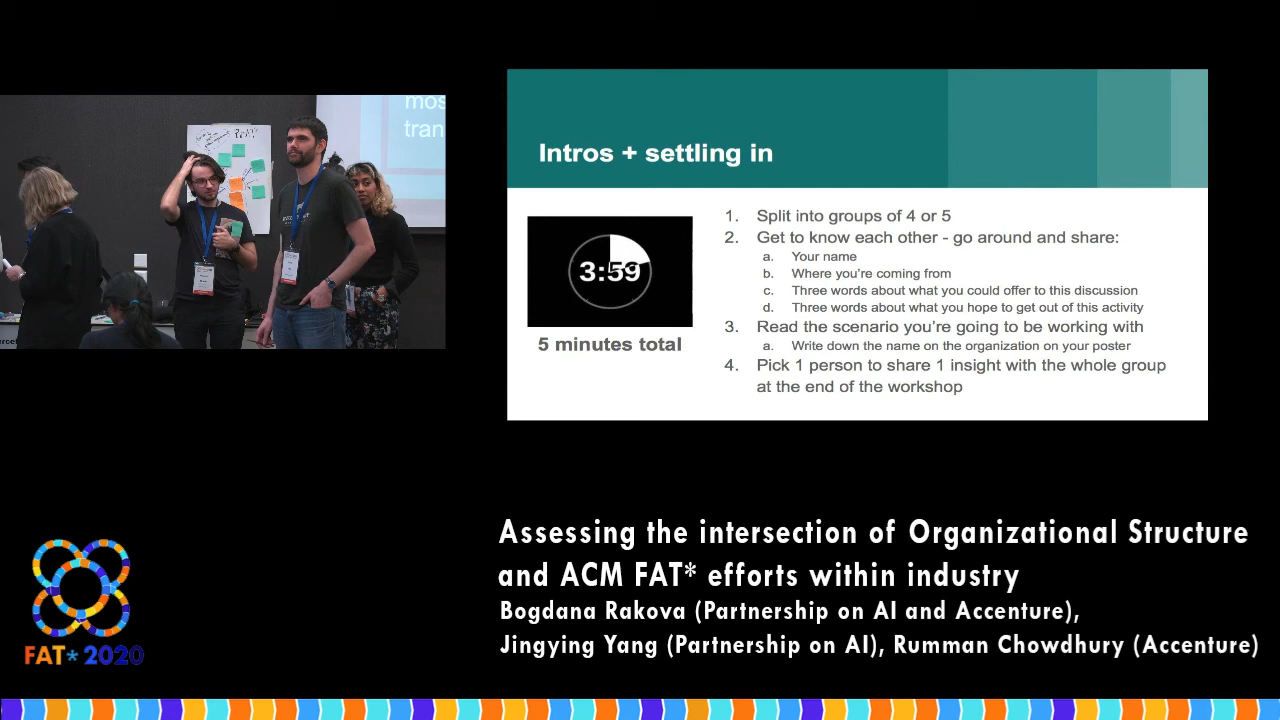 mos
tran
Intros + settling in
3:59
5 minutes total
1. Split into groups of 4 or 5
2. Get to know each other - go around and share:
a. Your name
b. Where you're coming from
c. Three words about what you could offer to this discussion
d. Three words about what you hope to get out of this activity
3. Read the scenario you're going to be working with
a. Write down the name on the organization on your poster
4. Pick 1 person to share 1 insight with the whole group
at the end of the workshop
Assessing the intersection of Organizational Structure
and ACM FAT* efforts within industry
Bogdana Rakova (Partnership on AI and Accenture),
Jingying Yang (Partnership on AI), Rumman Chowdhury (Accenture)
FAT* 2020